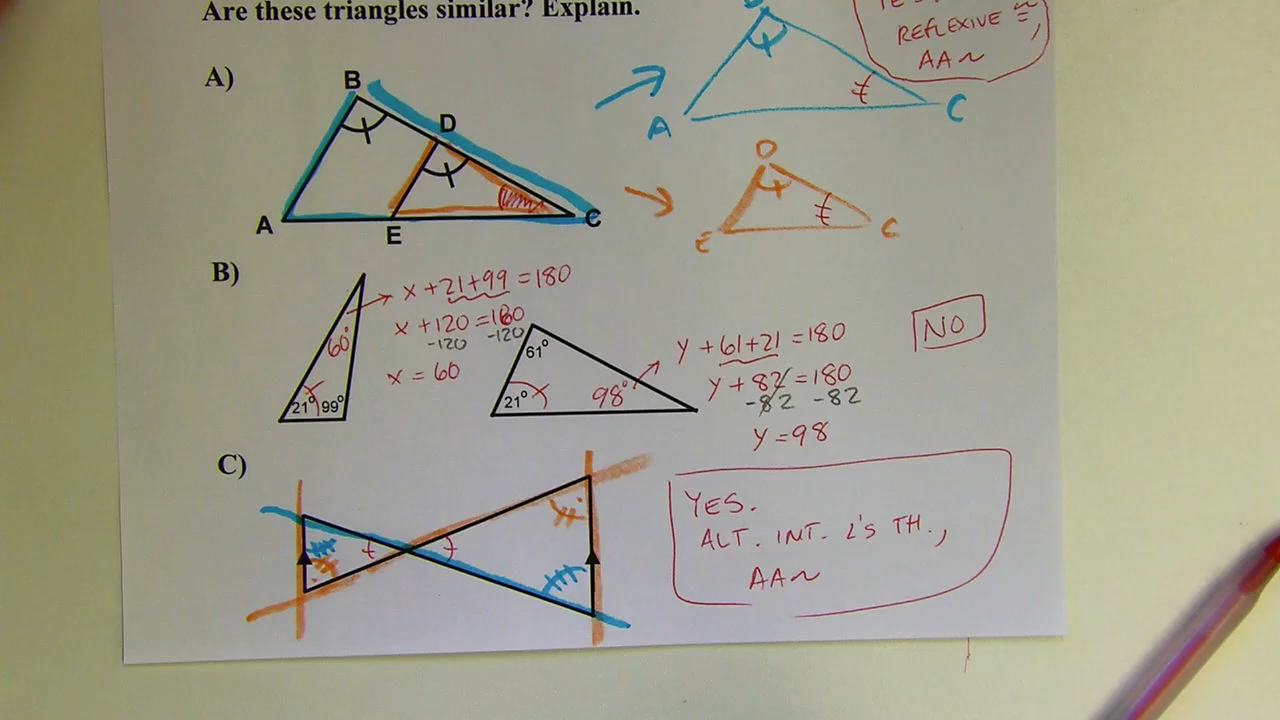 Are these triangles similar? Explain.
REFLEXIVE ≅,
AA~
A)
B
D
A
E
C
A
C
D
E
C
B)
x + 21 + 99 = 180
x + 120 = 180
-120 -120
x = 60
60°
21° 99°
61°
21°
98°
y + 61 + 21 = 180
y + 82 = 180
-82 -82
y = 98
NO
C)
YES.
ALT. INT. ∠'S TH.,
AA~